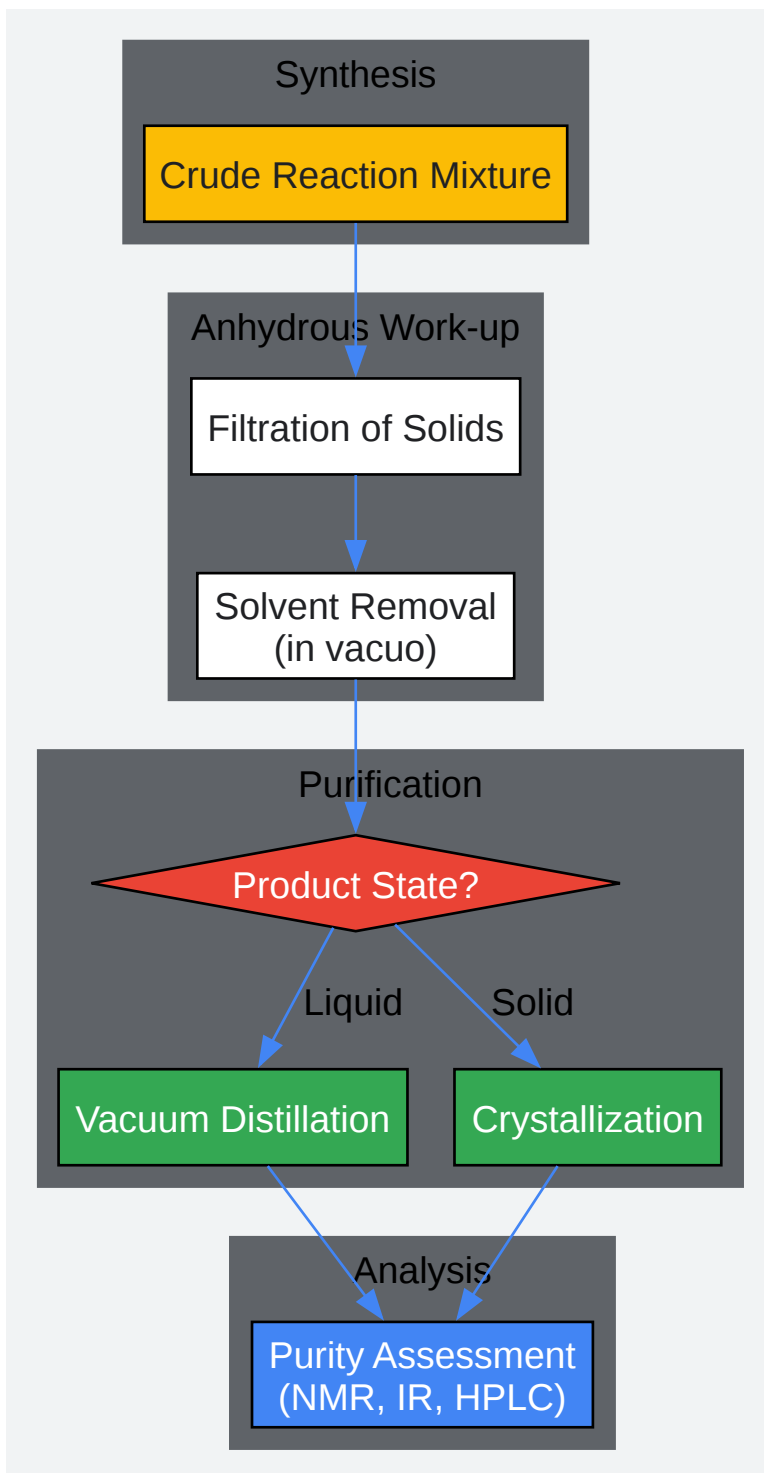 Synthesis
Crude Reaction Mixture
Anhydrous Work-up
Filtration of Solids
Solvent Removal
(in vacuo)
Purification
Product State?
Liquid
Solid
Vacuum Distillation
Crystallization
Analysis
Purity Assessment
(NMR, IR, HPLC)